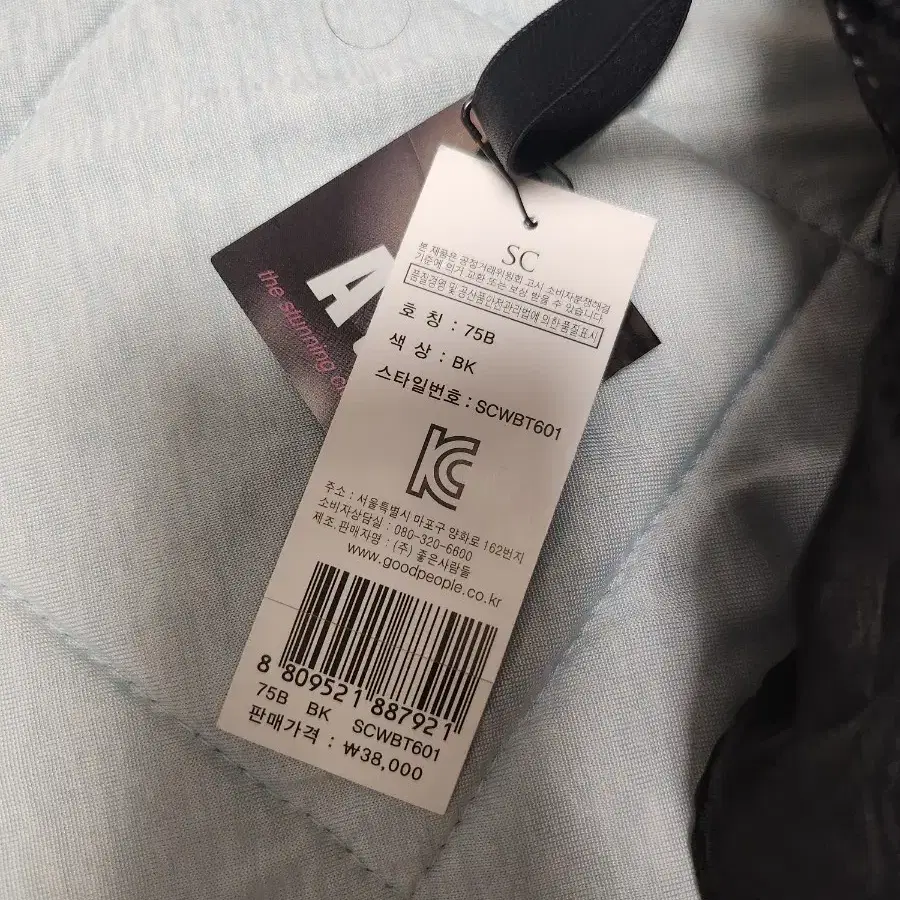 SC
본 제품은 공정거래위원회 고시 소비자분쟁해결
기준에 의거 교환 또는 보상 받을 수 있습니다
품질경영 및 공산품안전관리법에 의한 품질표시
호 칭 : 75B
색 상 : BK
스타일번호 : SCWBT601
주소 : 서울특별시 마포구 양화로 162번지
소비자상담실 : 080-320-6600
제조.판매자명 : (주) 좋은사람들
www.goodpeople.co.kr
8 809521 887921
75B BK SCWBT601
판매가격 : ₩38,000
the stunning